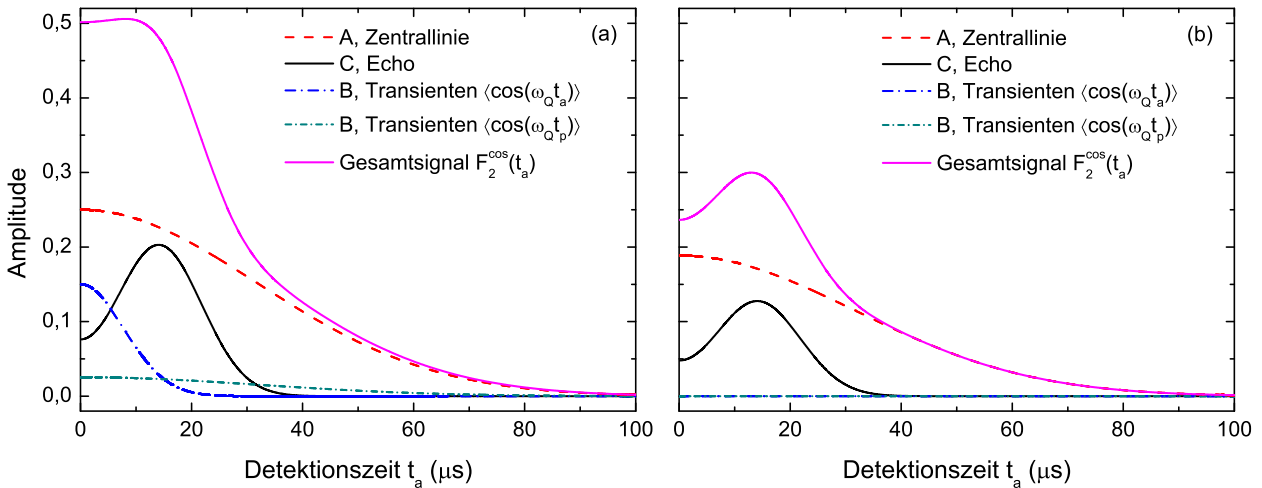 Amplitude
0,5
0,4
0,3
0,2
0,1
0,0
(a)
A, Zentrallinie
C, Echo
B, Transienten ⟨cos(ω_Q t_a)⟩
B, Transienten ⟨cos(ω_Q t_p)⟩
Gesamtsignal F_2^cos(t_a)
0 20 40 60 80 100
Detektionszeit t_a (μs)
(b)
A, Zentrallinie
C, Echo
B, Transienten ⟨cos(ω_Q t_a)⟩
B, Transienten ⟨cos(ω_Q t_p)⟩
Gesamtsignal F_2^cos(t_a)
0 20 40 60 80 100
Detektionszeit t_a (μs)